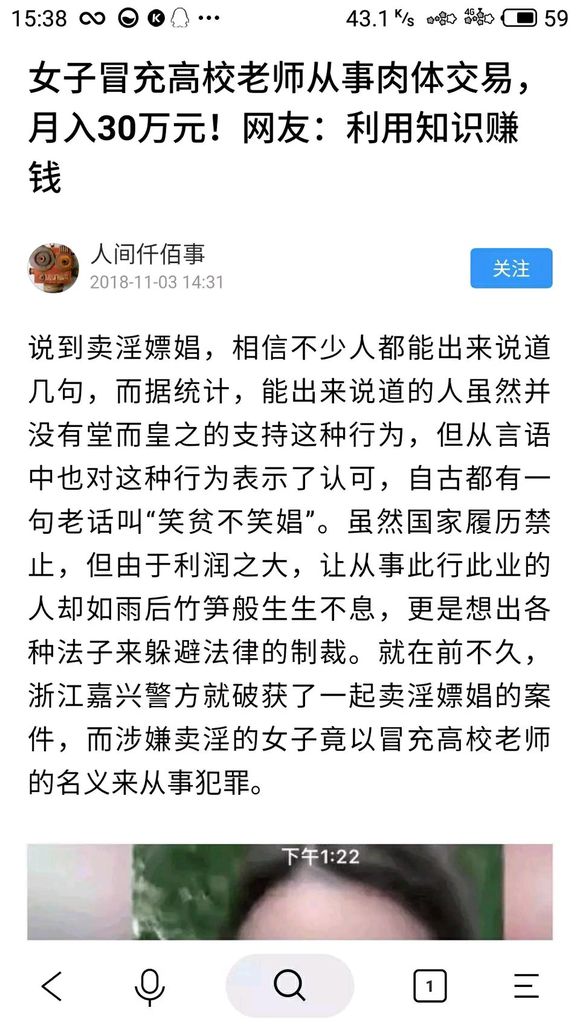 15:38 43.1 K/s 4G 59
女子冒充高校老师从事肉体交易，
月入30万元！网友：利用知识赚
钱
人间仟佰事
2018-11-03 14:31
关注
说到卖淫嫖娼，相信不少人都能出来说道
几句，而据统计，能出来说道的人虽然并
没有堂而皇之的支持这种行为，但从言语
中也对这种行为表示了认可，自古都有一
句老话叫“笑贫不笑娼”。虽然国家履历禁
止，但由于利润之大，让从事此行此业的
人却如雨后竹笋般生生不息，更是想出各
种法子来躲避法律的制裁。就在前不久，
浙江嘉兴警方就破获了一起卖淫嫖娼的案
件，而涉嫌卖淫的女子竟以冒充高校老师
的名义来从事犯罪。
下午1:22
1